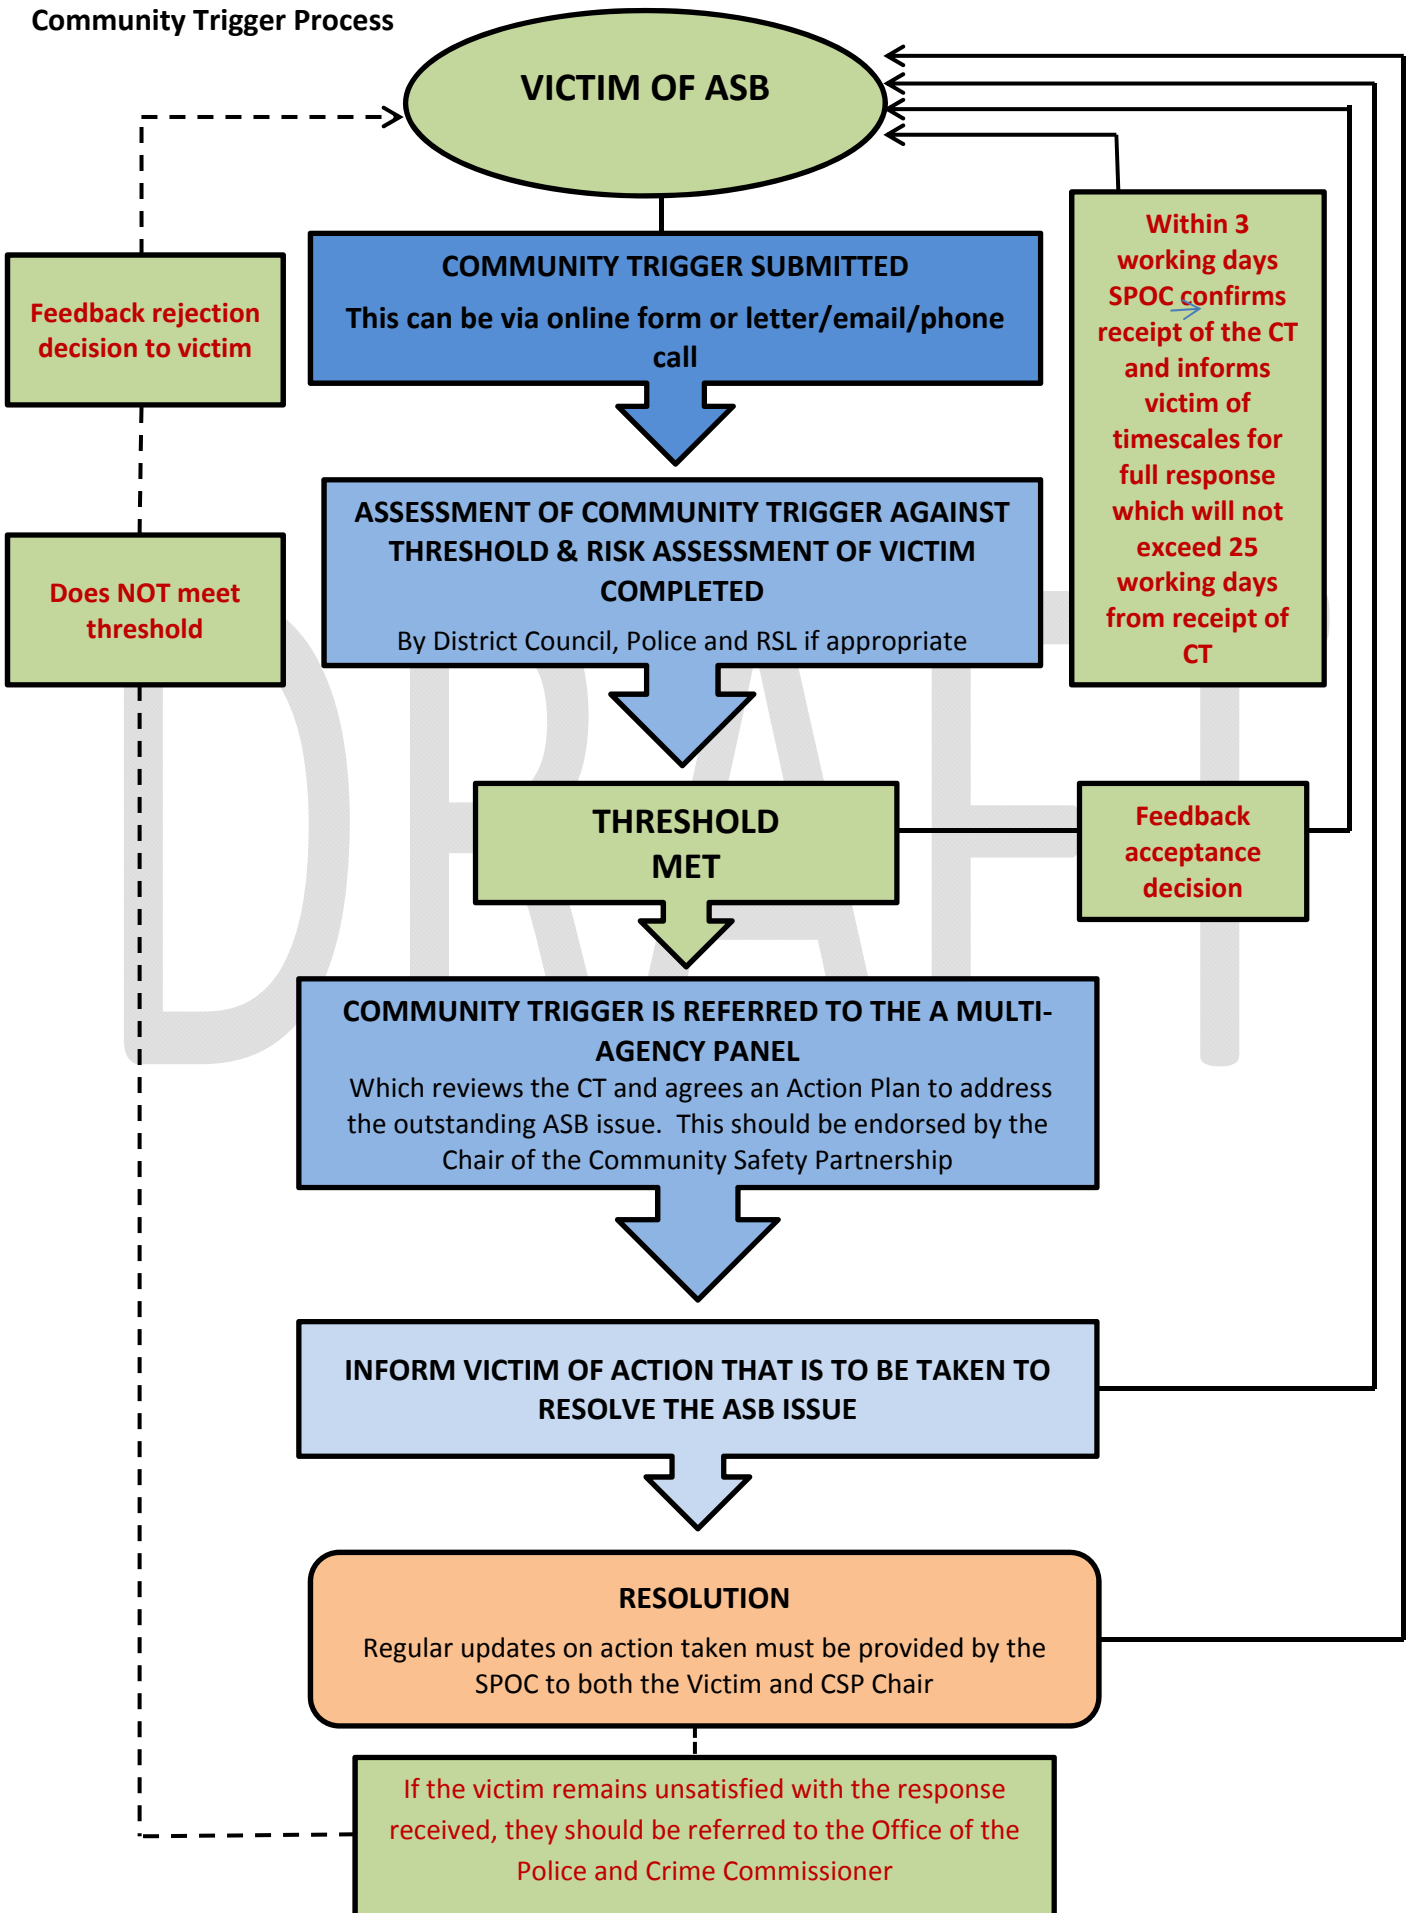 Community Trigger Process
VICTIM OF ASB
COMMUNITY TRIGGER SUBMITTED
This can be via online form or letter/email/phone
call
Within 3
working days
SPOC confirms
receipt of the CT
and informs
victim of
timescales for
full response
which will not
exceed 25
working days
from receipt of
CT
Feedback rejection
decision to victim
ASSESSMENT OF COMMUNITY TRIGGER AGAINST
THRESHOLD & RISK ASSESSMENT OF VICTIM
COMPLETED
By District Council, Police and RSL if appropriate
Does NOT meet
threshold
DRAFT
THRESHOLD
MET
Feedback
acceptance
decision
COMMUNITY TRIGGER IS REFERRED TO THE A MULTI-
AGENCY PANEL
Which reviews the CT and agrees an Action Plan to address
the outstanding ASB issue. This should be endorsed by the
Chair of the Community Safety Partnership
INFORM VICTIM OF ACTION THAT IS TO BE TAKEN TO
RESOLVE THE ASB ISSUE
RESOLUTION
Regular updates on action taken must be provided by the
SPOC to both the Victim and CSP Chair
If the victim remains unsatisfied with the response
received, they should be referred to the Office of the
Police and Crime Commissioner